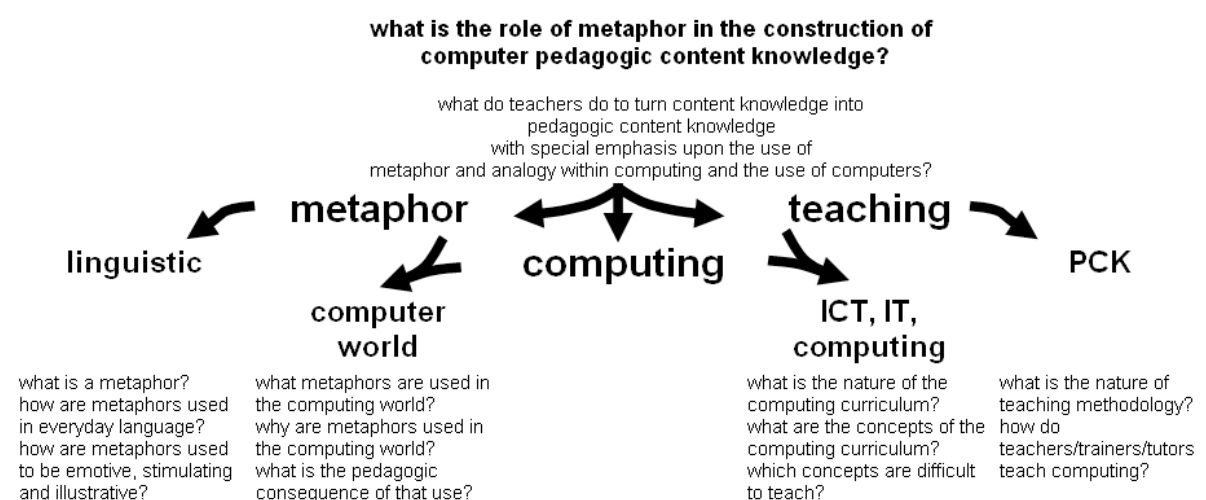 what is the role of metaphor in the construction of
computer pedagogic content knowledge?
what do teachers do to turn content knowledge into
pedagogic content knowledge
with special emphasis upon the use of
metaphor and analogy within computing and the use of computers?
metaphor
teaching
linguistic
computing
PCK
computer
world
ICT, IT,
computing
what is a metaphor?
how are metaphors used
in everyday language?
how are metaphors used
to be emotive, stimulating
and illustrative?
what metaphors are used in
the computing world?
why are metaphors used in
the computing world?
what is the pedagogic
consequence of that use?
what is the nature of the
computing curriculum?
what are the concepts of the
computing curriculum?
which concepts are difficult
to teach?
what is the nature of
teaching methodology?
how do
teachers/trainers/tutors
teach computing?